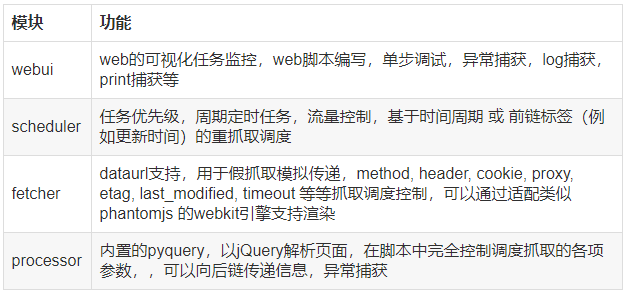 模块 功能
webui web的可视化任务监控，web脚本编写，单步调试，异常捕获，log捕获，
print捕获等
scheduler 任务优先级，周期定时任务，流量控制，基于时间周期 或 前链标签（例
如更新时间）的重抓取调度
fetcher dataurl支持，用于假抓取模拟传递，method, header, cookie, proxy,
etag, last_modified, timeout 等等抓取调度控制，可以通过适配类似
phantomjs 的webkit引擎支持渲染
processor 内置的pyquery，以jQuery解析页面，在脚本中完全控制调度抓取的各项
参数，，可以向后链传递信息，异常捕获